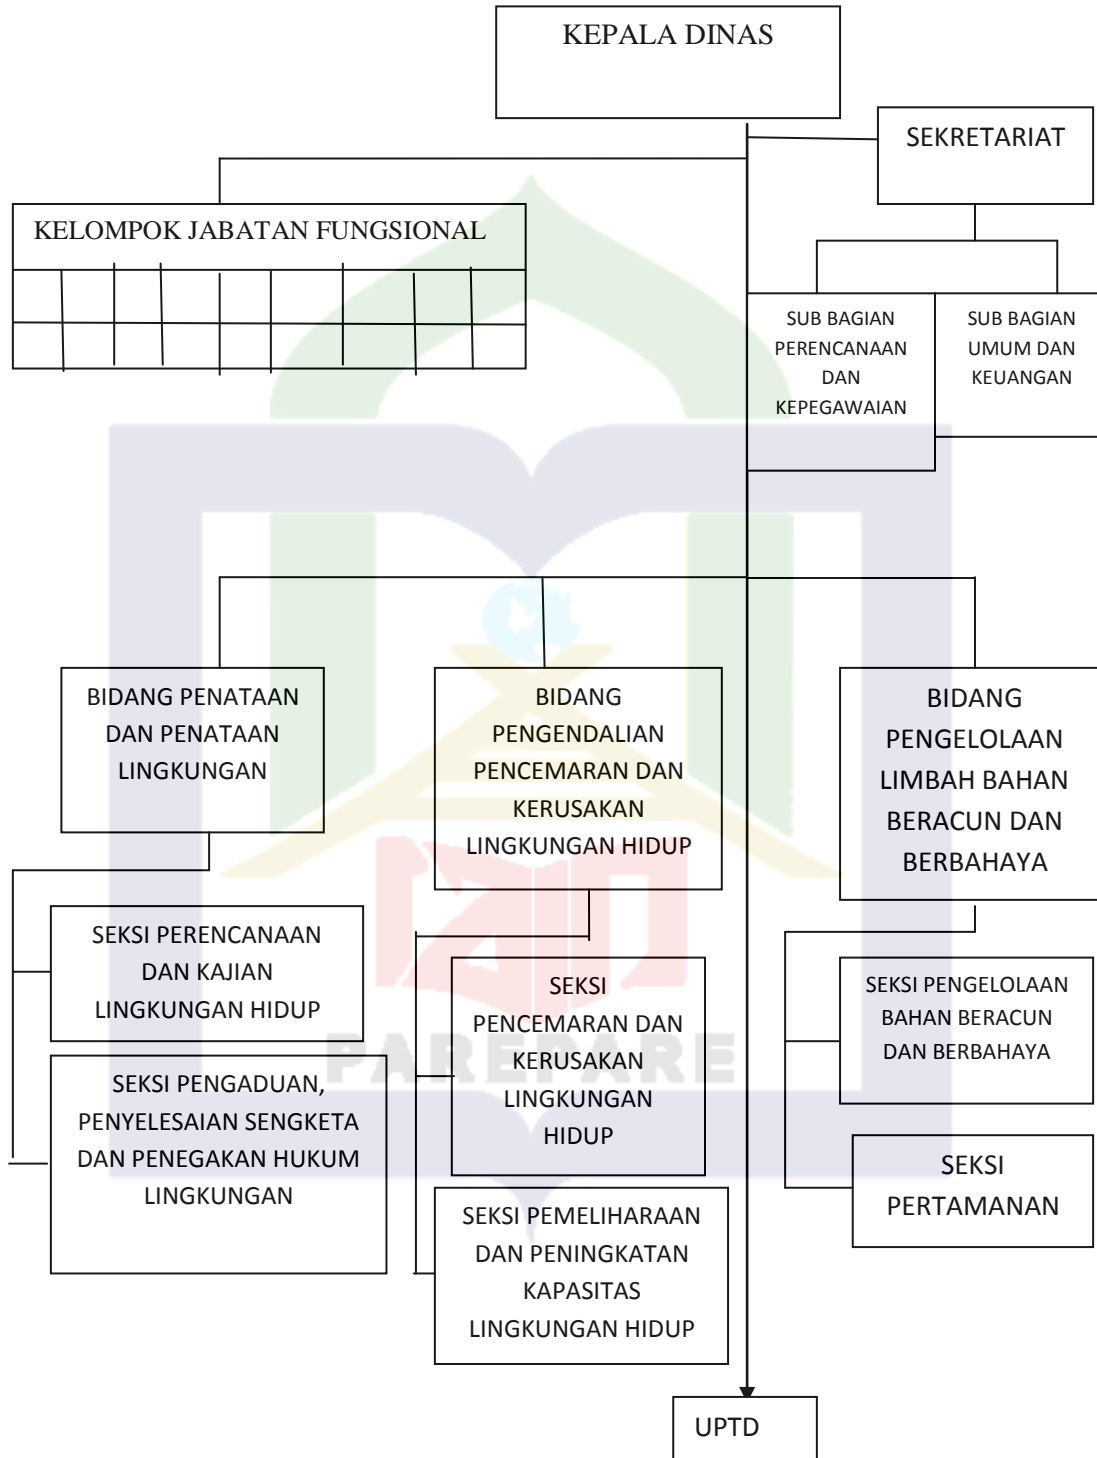 KEPALA DINAS
SEKRETARIAT
KELOMPOK JABATAN FUNGSIONAL
SUB BAGIAN
PERENCANAAN
DAN
KEPEGAWAIAN
SUB BAGIAN
UMUM DAN
KEUANGAN
BIDANG PENATAAN
DAN PENATAAN
LINGKUNGAN
BIDANG
PENGENDALIAN
PENCEMARAN DAN
KERUSAKAN
LINGKUNGAN HIDUP
BIDANG
PENGELOLAAN
LIMBAH BAHAN
BERACUN DAN
BERBAHAYA
SEKSI PERENCANAAN
DAN KAJIAN
LINGKUNGAN HIDUP
SEKSI PENGADUAN,
PENYELESAIAN SENGKETA
DAN PENEGAKAN HUKUM
LINGKUNGAN
SEKSI
PENCEMARAN DAN
KERUSAKAN
LINGKUNGAN
HIDUP
SEKSI PEMELIHARAAN
DAN PENINGKATAN
KAPASITAS
LINGKUNGAN HIDUP
SEKSI PENGELOLAAN
BAHAN BERACUN
DAN BERBAHAYA
SEKSI
PERTAMANAN
PAREPARE
UPTD